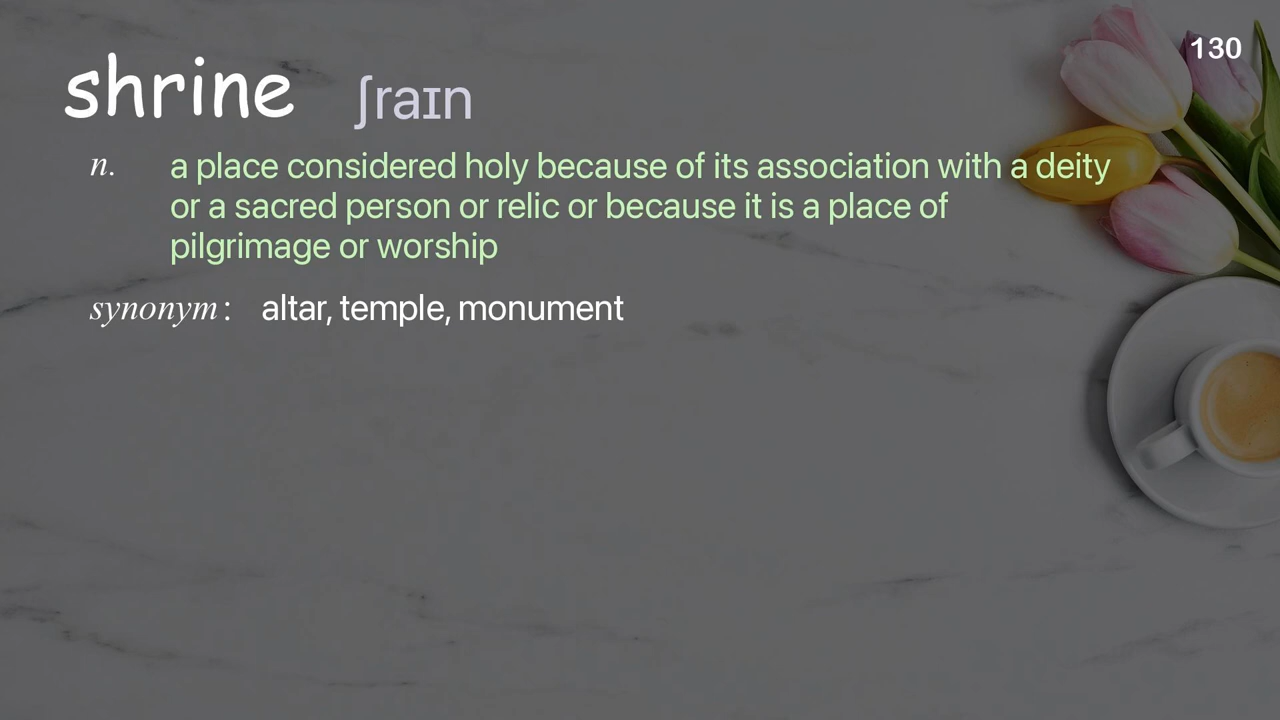 130
shrine ʃraɪn
n. a place considered holy because of its association with a deity
or a sacred person or relic or because it is a place of
pilgrimage or worship
synonym: altar, temple, monument